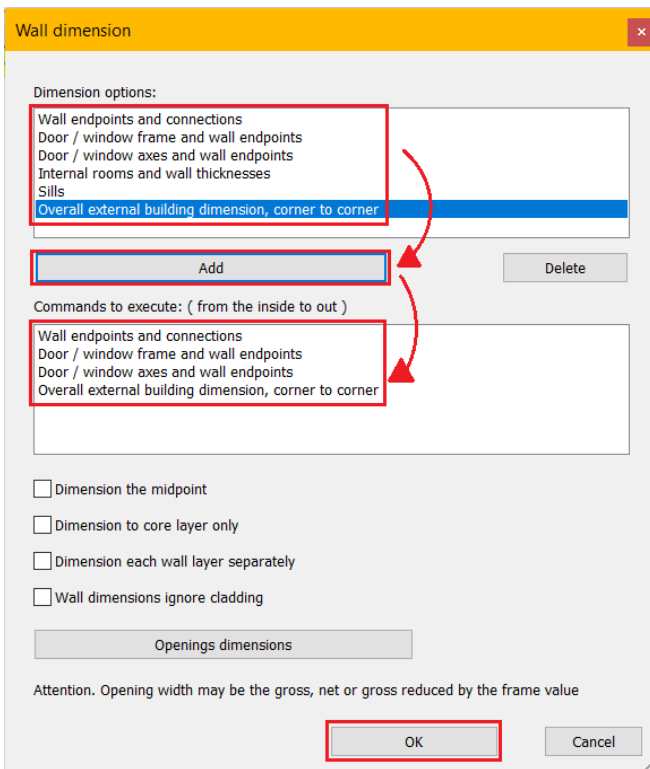 Wall dimension
Dimension options:
Wall endpoints and connections
Door / window frame and wall endpoints
Door / window axes and wall endpoints
Internal rooms and wall thicknesses
Sills
Overall external building dimension, corner to corner
Add
Delete
Commands to execute: ( from the inside to out )
Wall endpoints and connections
Door / window frame and wall endpoints
Door / window axes and wall endpoints
Overall external building dimension, corner to corner
Dimension the midpoint
Dimension to core layer only
Dimension each wall layer separately
Wall dimensions ignore cladding
Openings dimensions
Attention. Opening width may be the gross, net or gross reduced by the frame value
OK
Cancel